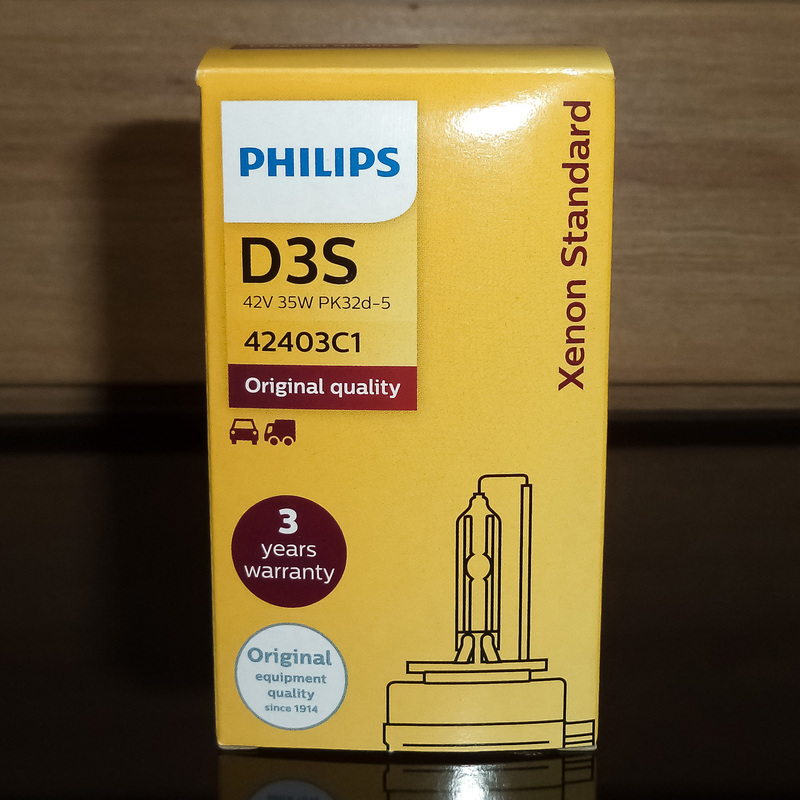 PHILIPS
D3S
42V 35W PK32d-5
42403C1
Original quality
Xenon Standard
3
years
warranty
Original
equipment
quality
since 1914